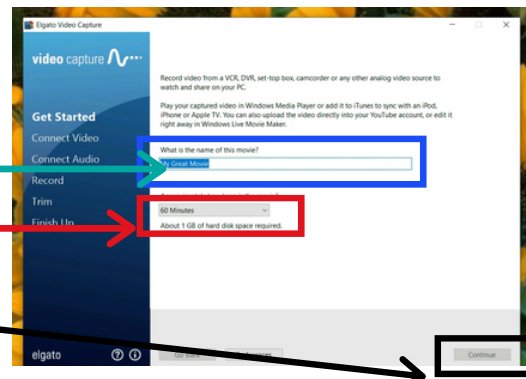 Elgato Video Capture
video capture
Record video from a VCR, DVR, set-top box, camcorder or any other analog video source to
watch and share on your PC.
Play your captured video in Windows Media Player or add it to iTunes to sync with an iPod,
iPhone or Apple TV. You can also upload the video directly into your YouTube account, or edit it
right away in Windows Live Movie Maker.
Get Started
Connect Video
Connect Audio
Record
Trim
Finish Up
What is the name of this movie?
My Great Movie
60 Minutes
About 1 GB of hard disk space required.
elgato
Go Back
Continue